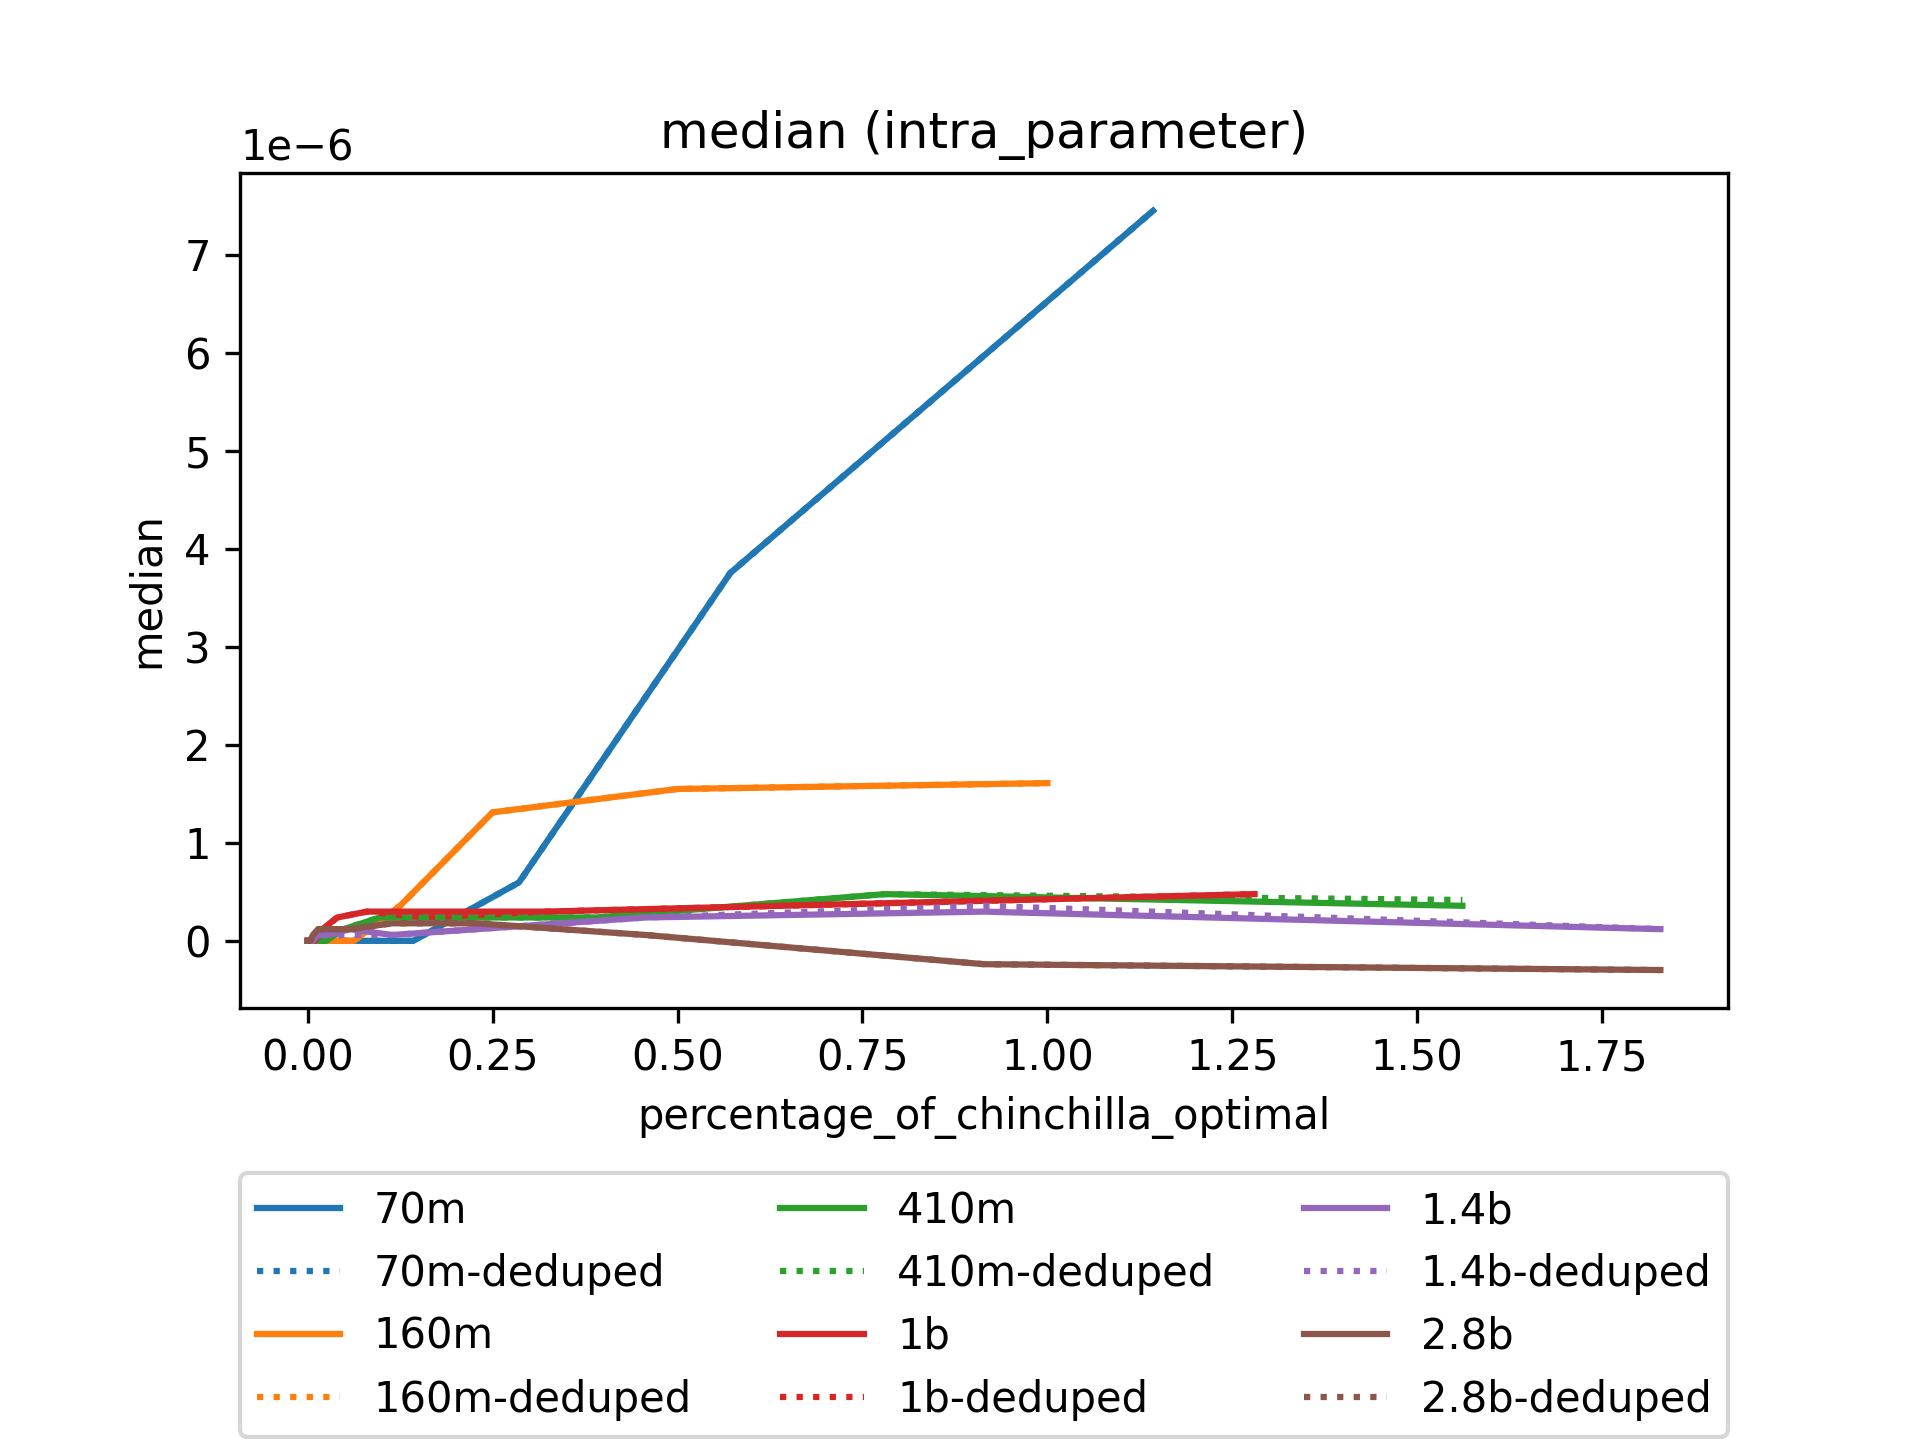 median (intra_parameter)
1e−6
7
6
5
4
3
2
1
0
median
0.00 0.25 0.50 0.75 1.00 1.25 1.50 1.75
percentage_of_chinchilla_optimal
70m 410m 1.4b
70m-deduped 410m-deduped 1.4b-deduped
160m 1b 2.8b
160m-deduped 1b-deduped 2.8b-deduped